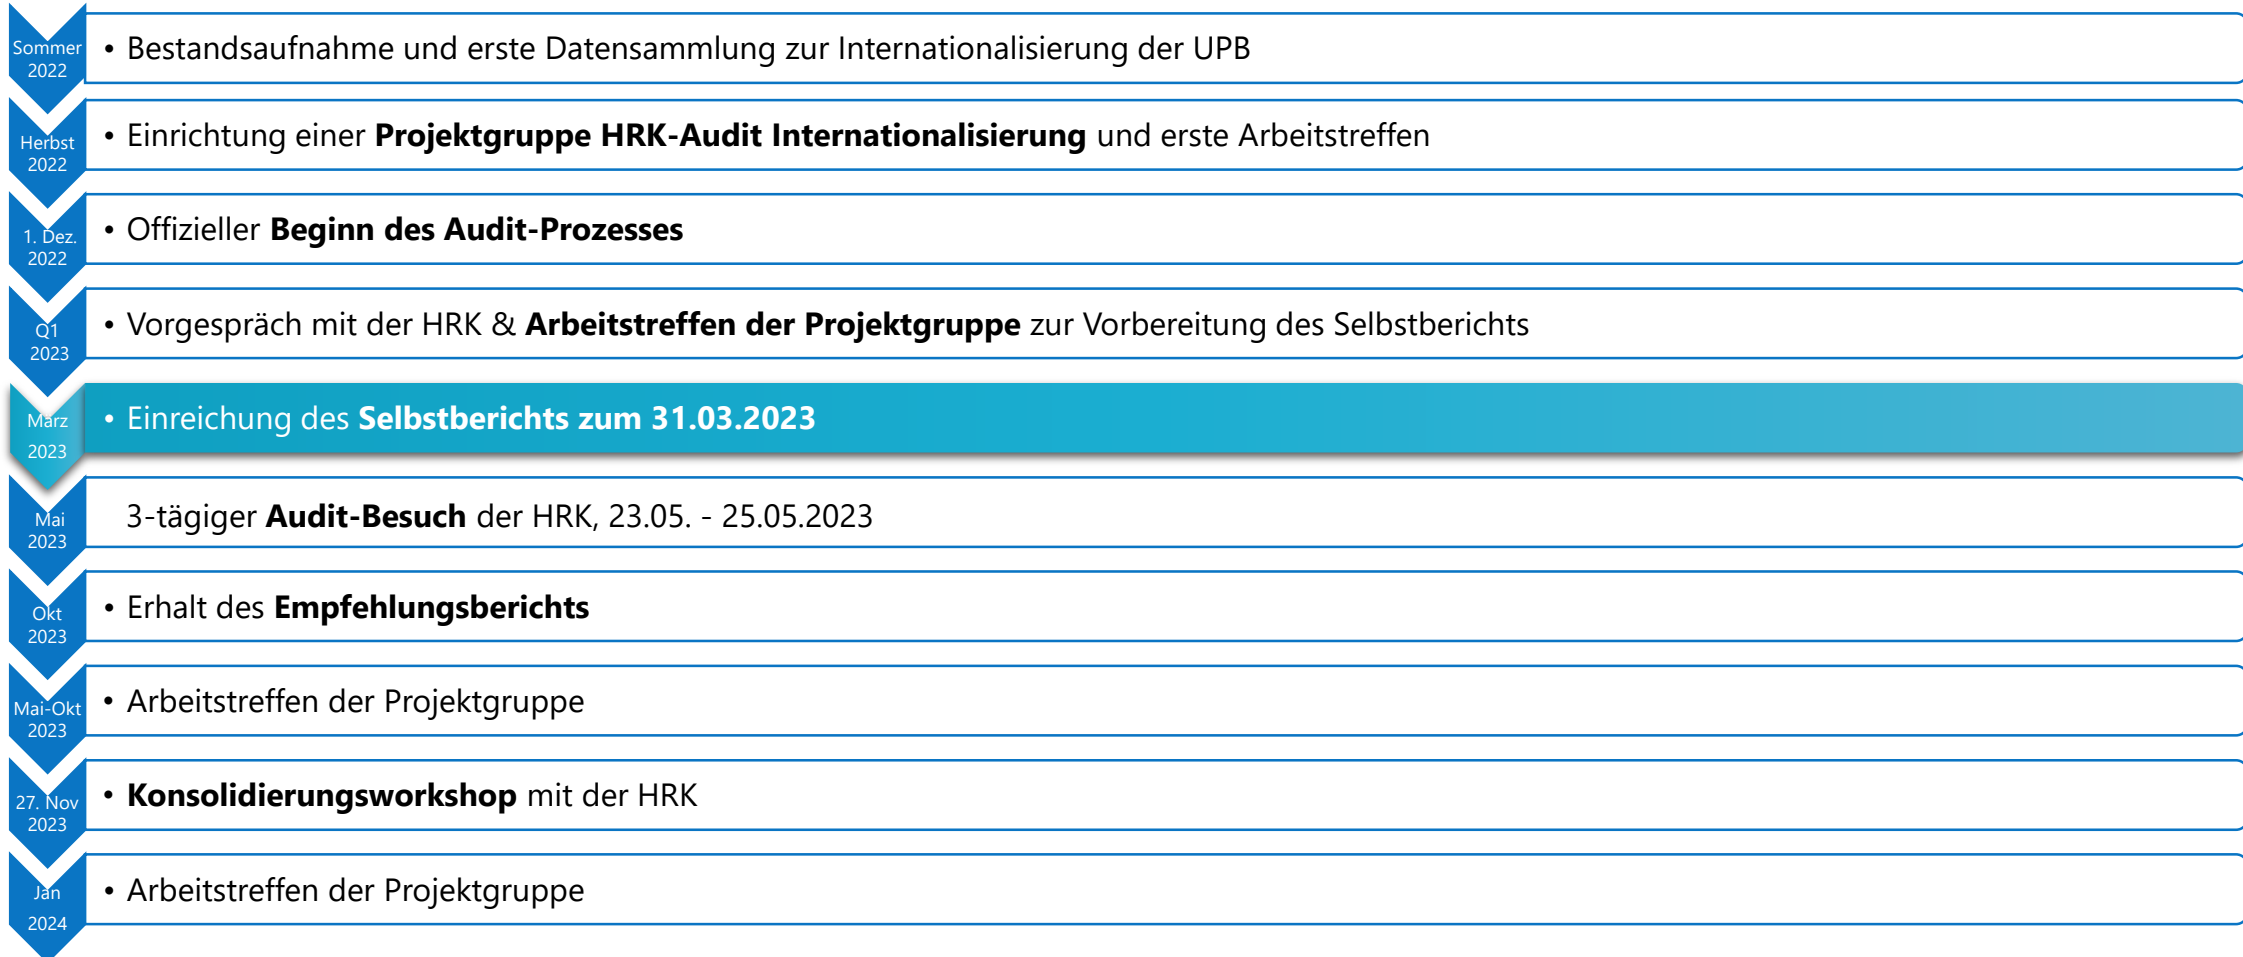 Sommer
2022
• Bestandsaufnahme und erste Datensammlung zur Internationalisierung der UPB
Herbst
2022
• Einrichtung einer Projektgruppe HRK-Audit Internationalisierung und erste Arbeitstreffen
1. Dez.
2022
• Offizieller Beginn des Audit-Prozesses
Q1
2023
• Vorgespräch mit der HRK & Arbeitstreffen der Projektgruppe zur Vorbereitung des Selbstberichts
März
2023
• Einreichung des Selbstberichts zum 31.03.2023
Mai
2023
3-tägiger Audit-Besuch der HRK, 23.05. - 25.05.2023
Okt
2023
• Erhalt des Empfehlungsberichts
Mai-Okt
2023
• Arbeitstreffen der Projektgruppe
27. Nov
2023
• Konsolidierungsworkshop mit der HRK
Jan
2024
• Arbeitstreffen der Projektgruppe